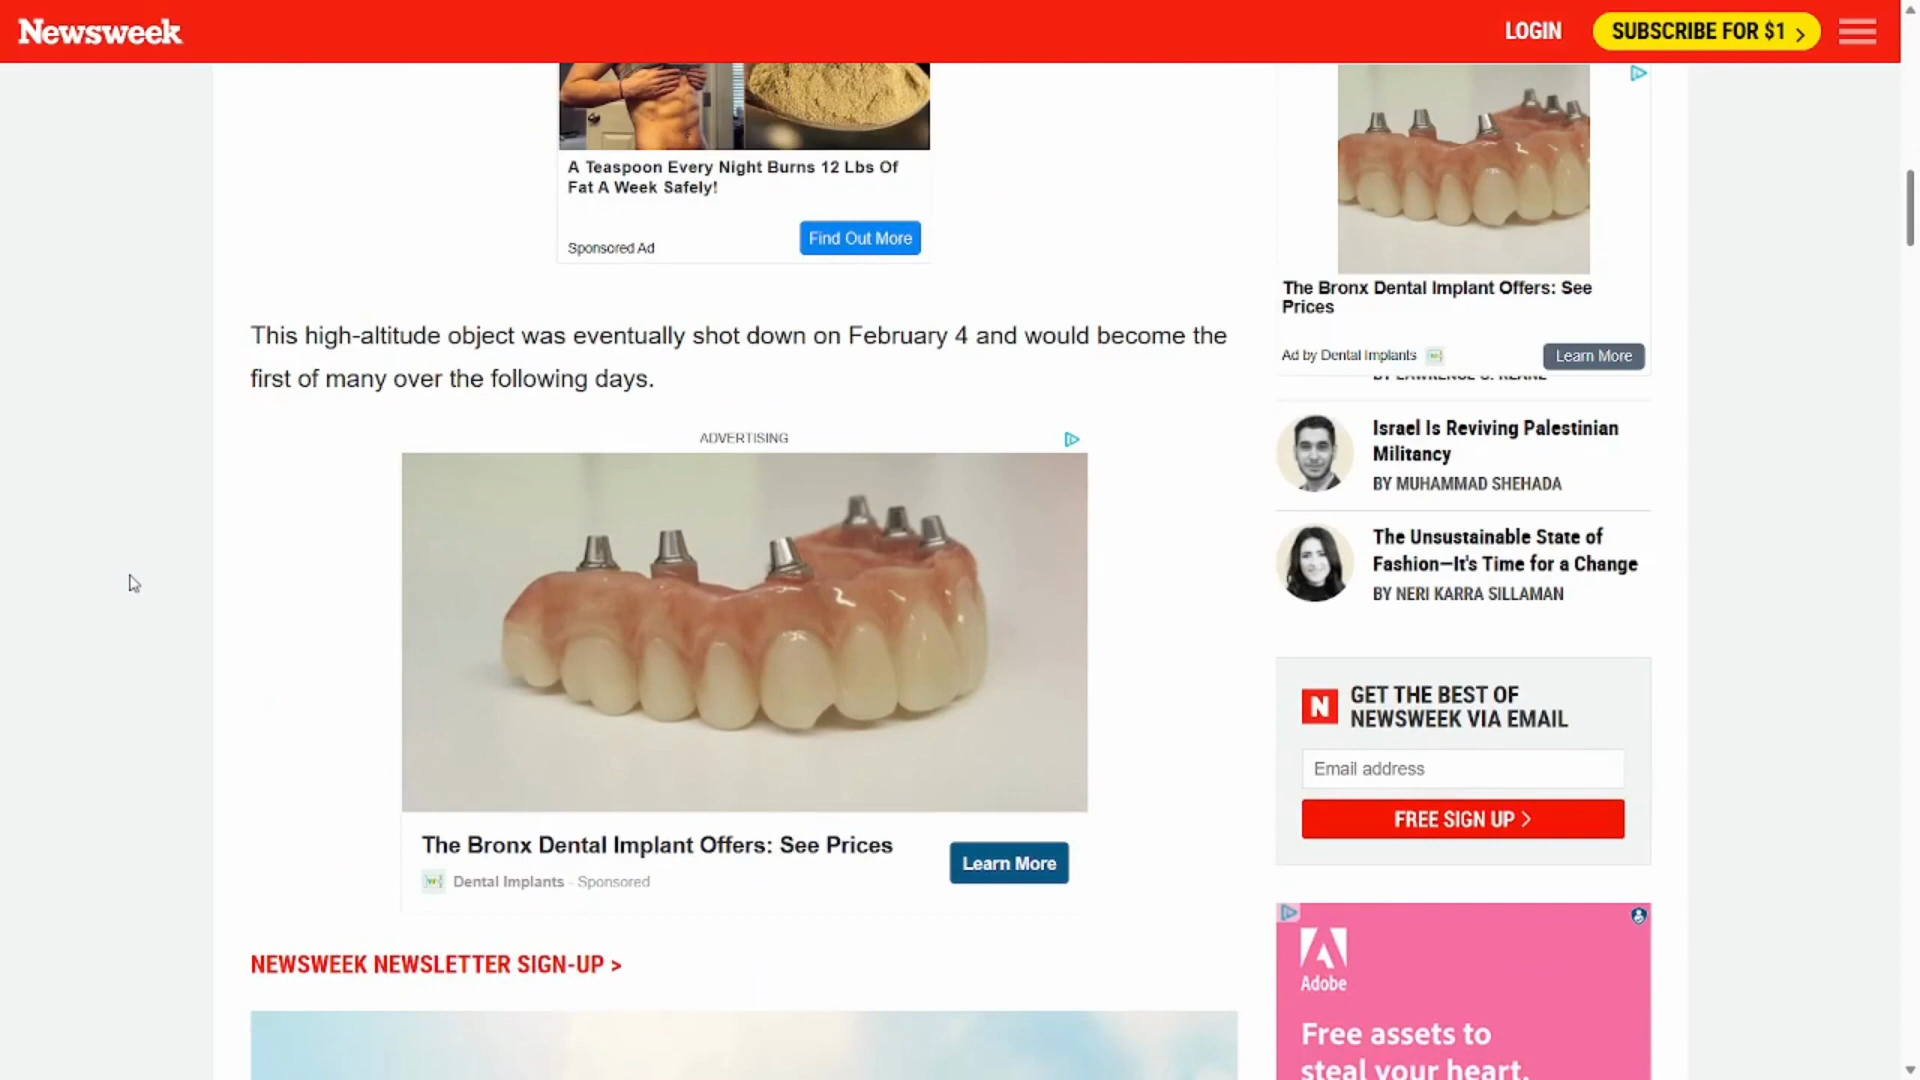 Newsweek
LOGIN
SUBSCRIBE FOR $1 >
A Teaspoon Every Night Burns 12 Lbs Of
Fat A Week Safely!
Sponsored Ad
Find Out More
This high-altitude object was eventually shot down on February 4 and would become the
first of many over the following days.
ADVERTISING
The Bronx Dental Implant Offers: See Prices
Dental Implants - Sponsored
Learn More
NEWSWEEK NEWSLETTER SIGN-UP >
The Bronx Dental Implant Offers: See
Prices
Ad by Dental Implants
Learn More
Israel Is Reviving Palestinian
Militancy
BY MUHAMMAD SHEHADA
The Unsustainable State of
Fashion—It's Time for a Change
BY NERI KARRA SILLAMAN
N
GET THE BEST OF
NEWSWEEK VIA EMAIL
Email address
FREE SIGN UP >
Adobe
Free assets to
steal your heart.